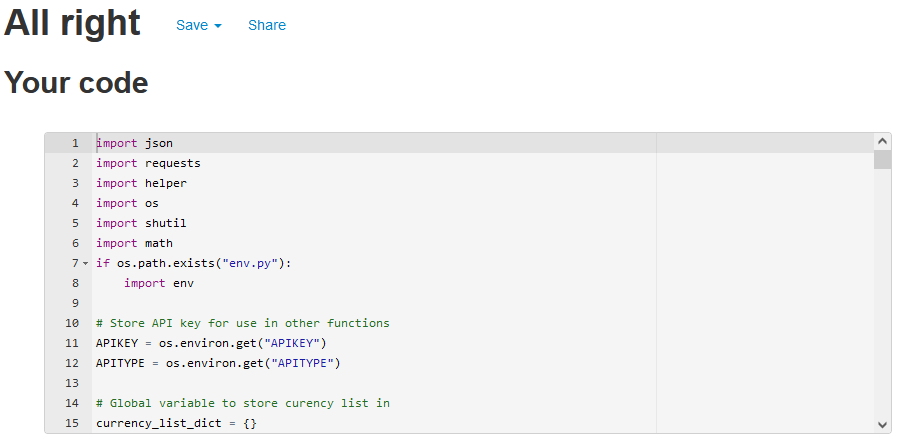 All right Save Share
Your code
1 import json
2 import requests
3 import helper
4 import os
5 import shutil
6 import math
7 if os.path.exists("env.py"):
8     import env
9
10 # Store API key for use in other functions
11 APIKEY = os.environ.get("APIKEY")
12 APITYPE = os.environ.get("APITYPE")
13
14 # Global variable to store curency list in
15 currency_list_dict = {}